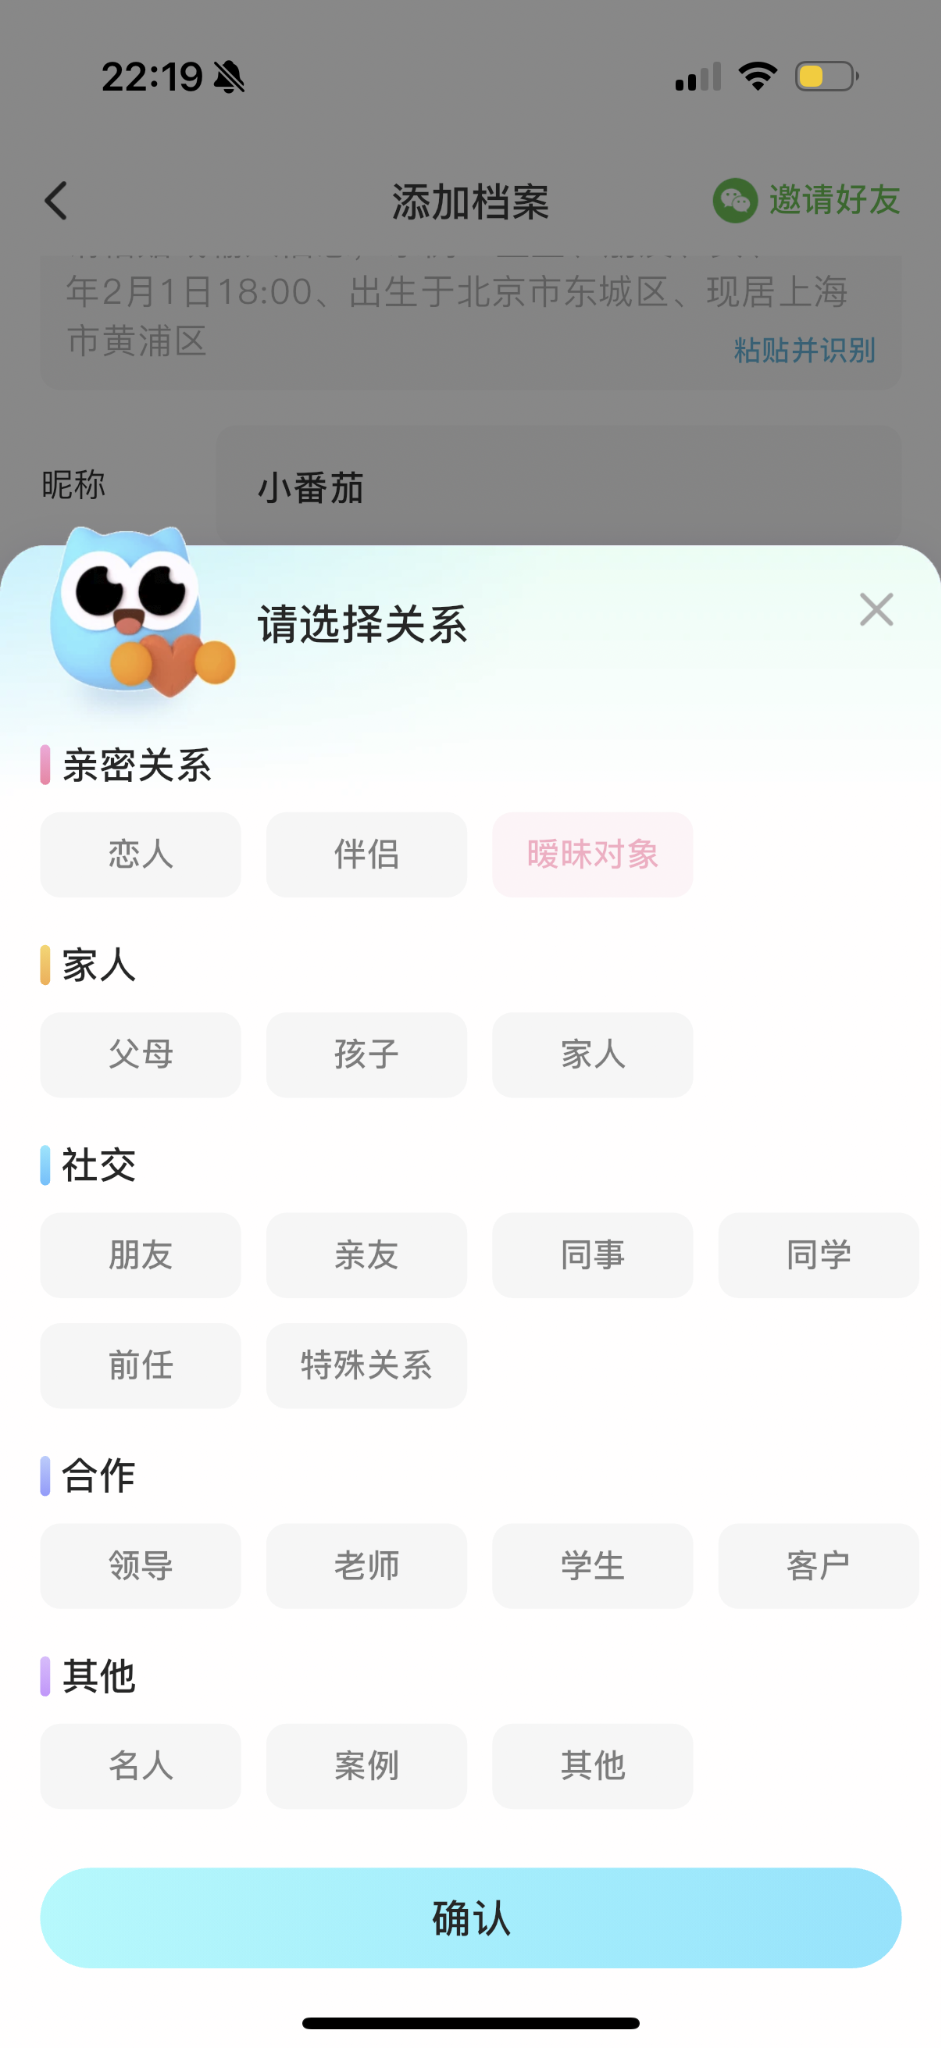 22:19
添加档案
邀请好友
年2月1日18:00、出生于北京市东城区、现居上海
市黄浦区
粘贴并识别
昵称
小番茄
请选择关系
亲密关系
恋人 伴侣 暧昧对象
家人
父母 孩子 家人
社交
朋友 亲友 同事 同学
前任 特殊关系
合作
领导 老师 学生 客户
其他
名人 案例 其他
确认